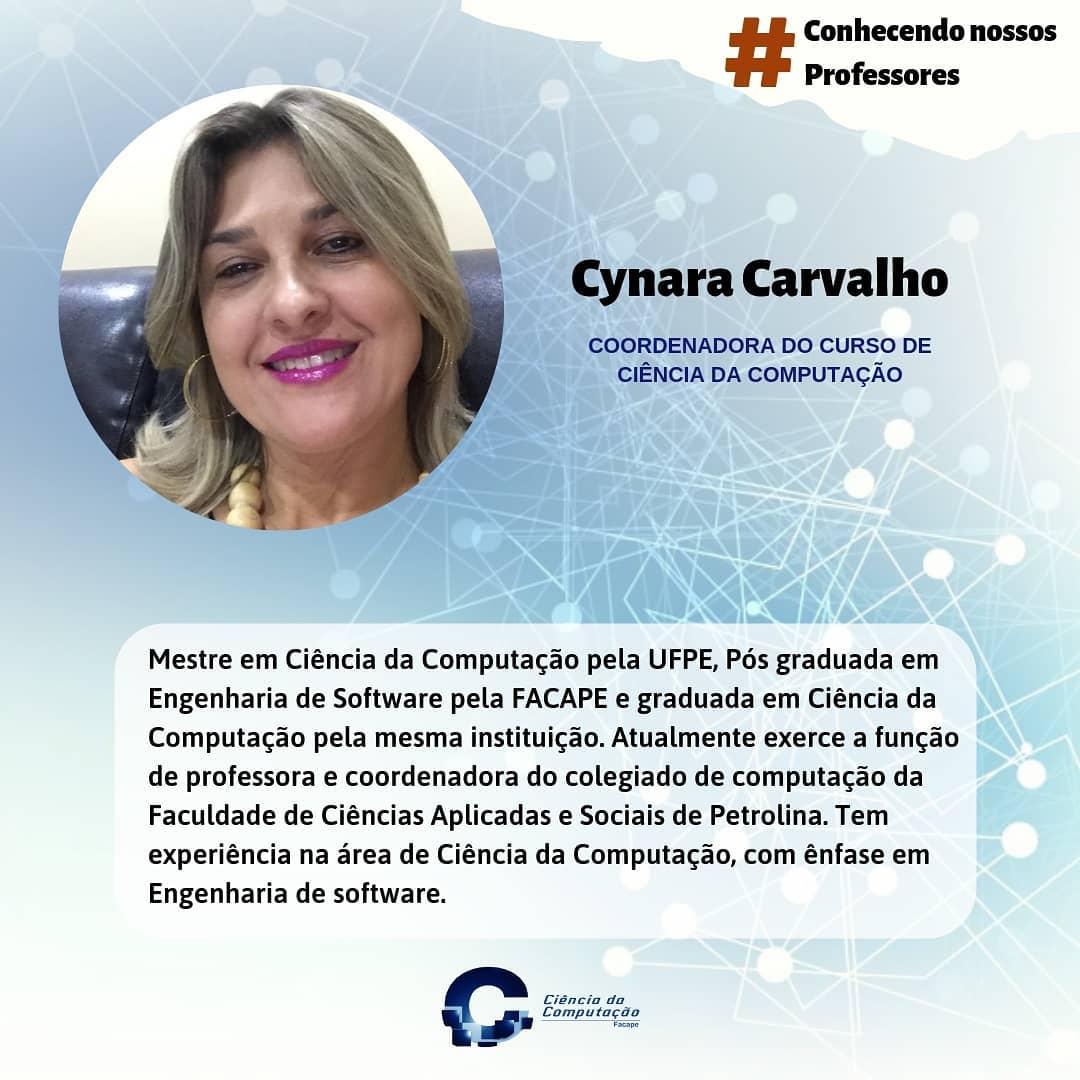 # Conhecendo nossos
Professores
Cynara Carvalho
COORDENADORA DO CURSO DE
CIÊNCIA DA COMPUTAÇÃO
Mestre em Ciência da Computação pela UFPE, Pós graduada em
Engenharia de Software pela FACAPE e graduada em Ciência da
Computação pela mesma instituição. Atualmente exerce a função
de professora e coordenadora do colegiado de computação da
Faculdade de Ciências Aplicadas e Sociais de Petrolina. Tem
experiência na área de Ciência da Computação, com ênfase em
Engenharia de software.
Ciência da
Computação
Facape